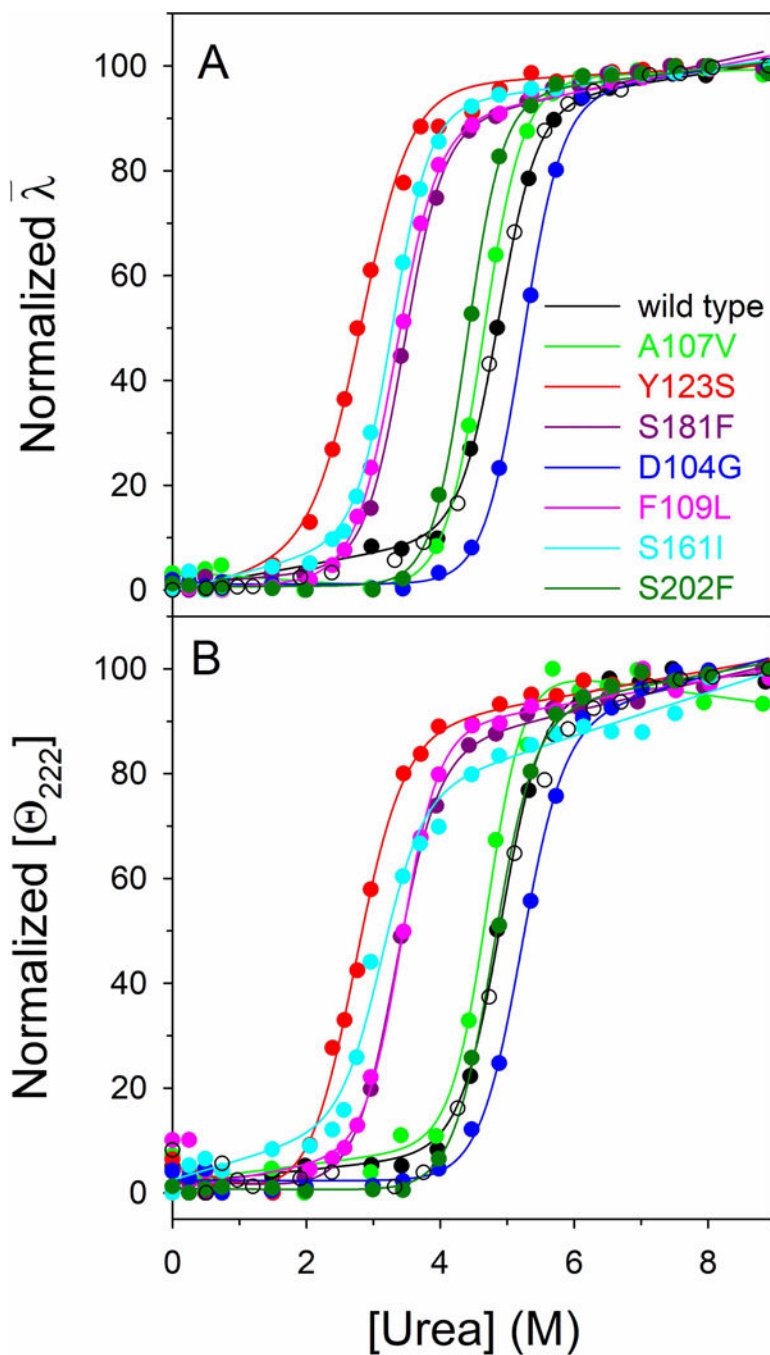 A
Normalized λ̄
100
80
60
40
20
0
wild type
A107V
Y123S
S181F
D104G
F109L
S161I
S202F
B
Normalized [Θ222]
100
80
60
40
20
0
0 2 4 6 8
[Urea] (M)